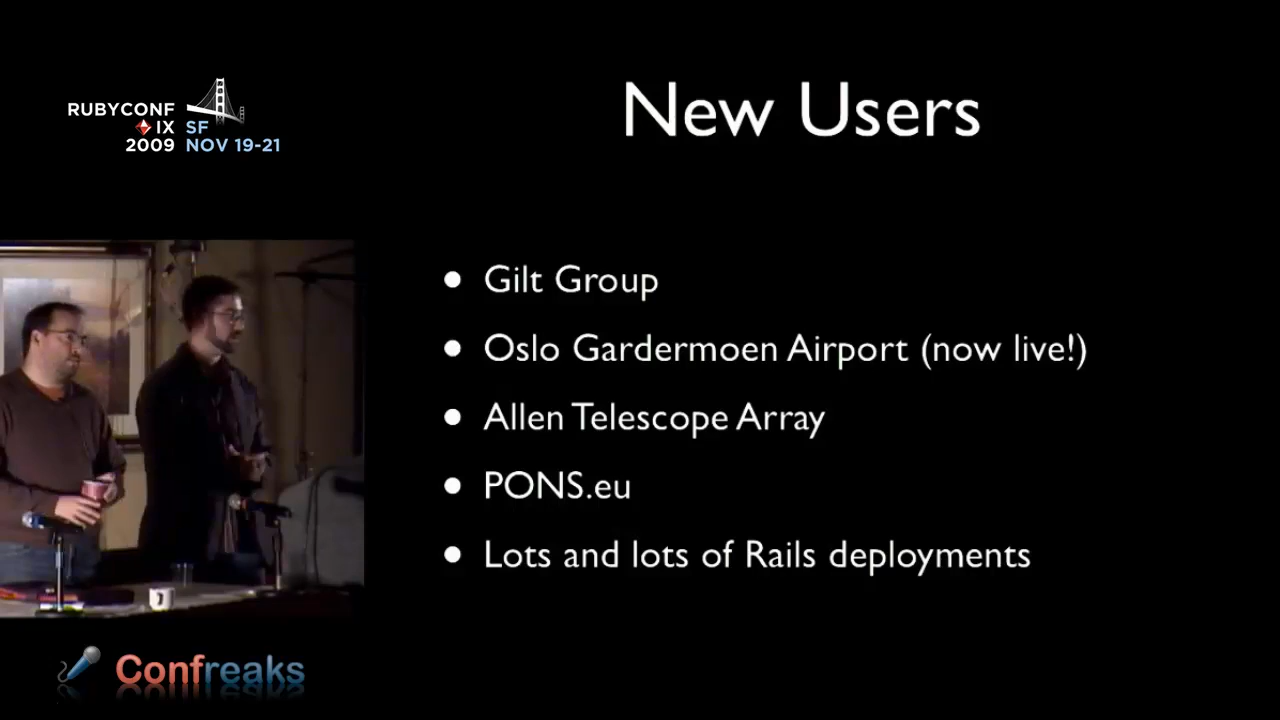 RUBYCONF
IX SF
2009 NOV 19-21
New Users
Gilt Group
Oslo Gardermoen Airport (now live!)
Allen Telescope Array
PONS.eu
Lots and lots of Rails deployments
Confreaks